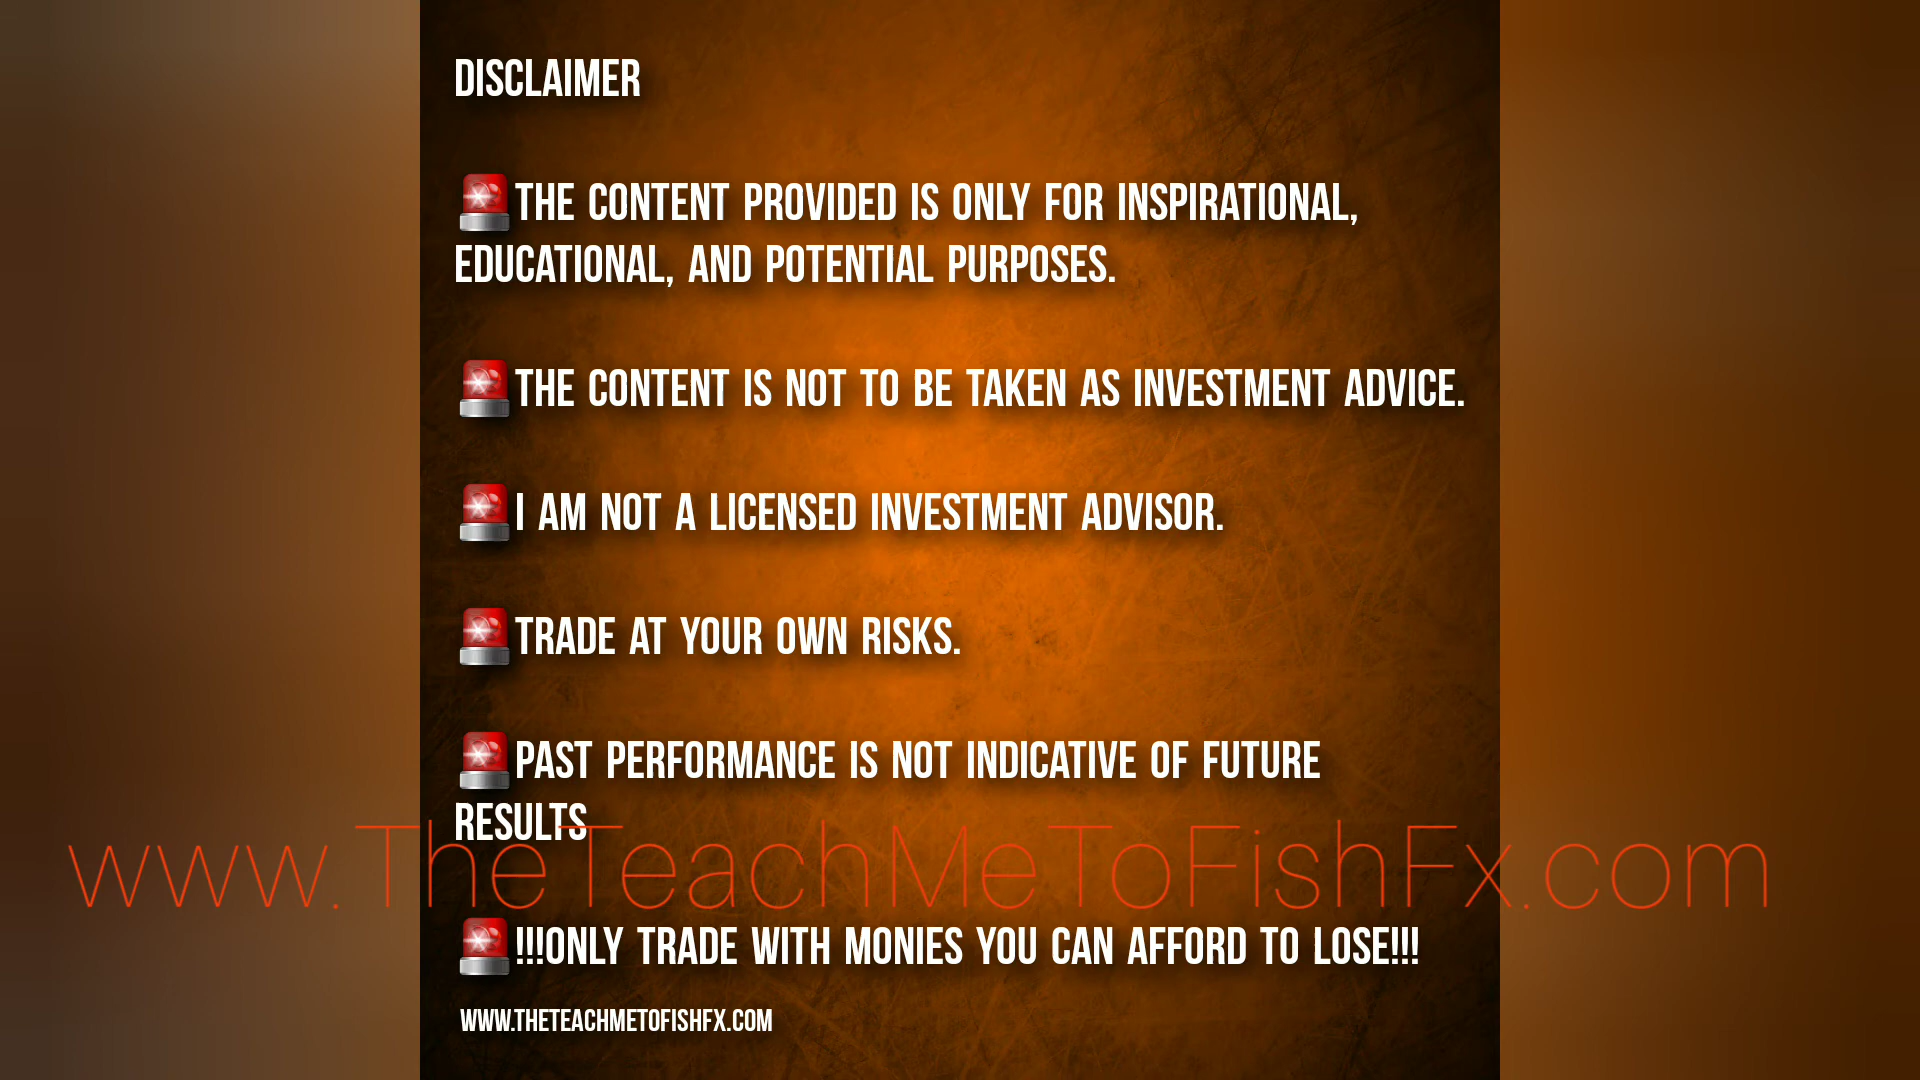 DISCLAIMER
🚨THE CONTENT PROVIDED IS ONLY FOR INSPIRATIONAL,
EDUCATIONAL, AND POTENTIAL PURPOSES.
🚨THE CONTENT IS NOT TO BE TAKEN AS INVESTMENT ADVICE.
🚨I AM NOT A LICENSED INVESTMENT ADVISOR.
🚨TRADE AT YOUR OWN RISKS.
🚨PAST PERFORMANCE IS NOT INDICATIVE OF FUTURE
RESULTS
www.TheTeachMeToFishFx.com
🚨!!!ONLY TRADE WITH MONIES YOU CAN AFFORD TO LOSE!!!
WWW.THETEACHMETOFISHFX.COM